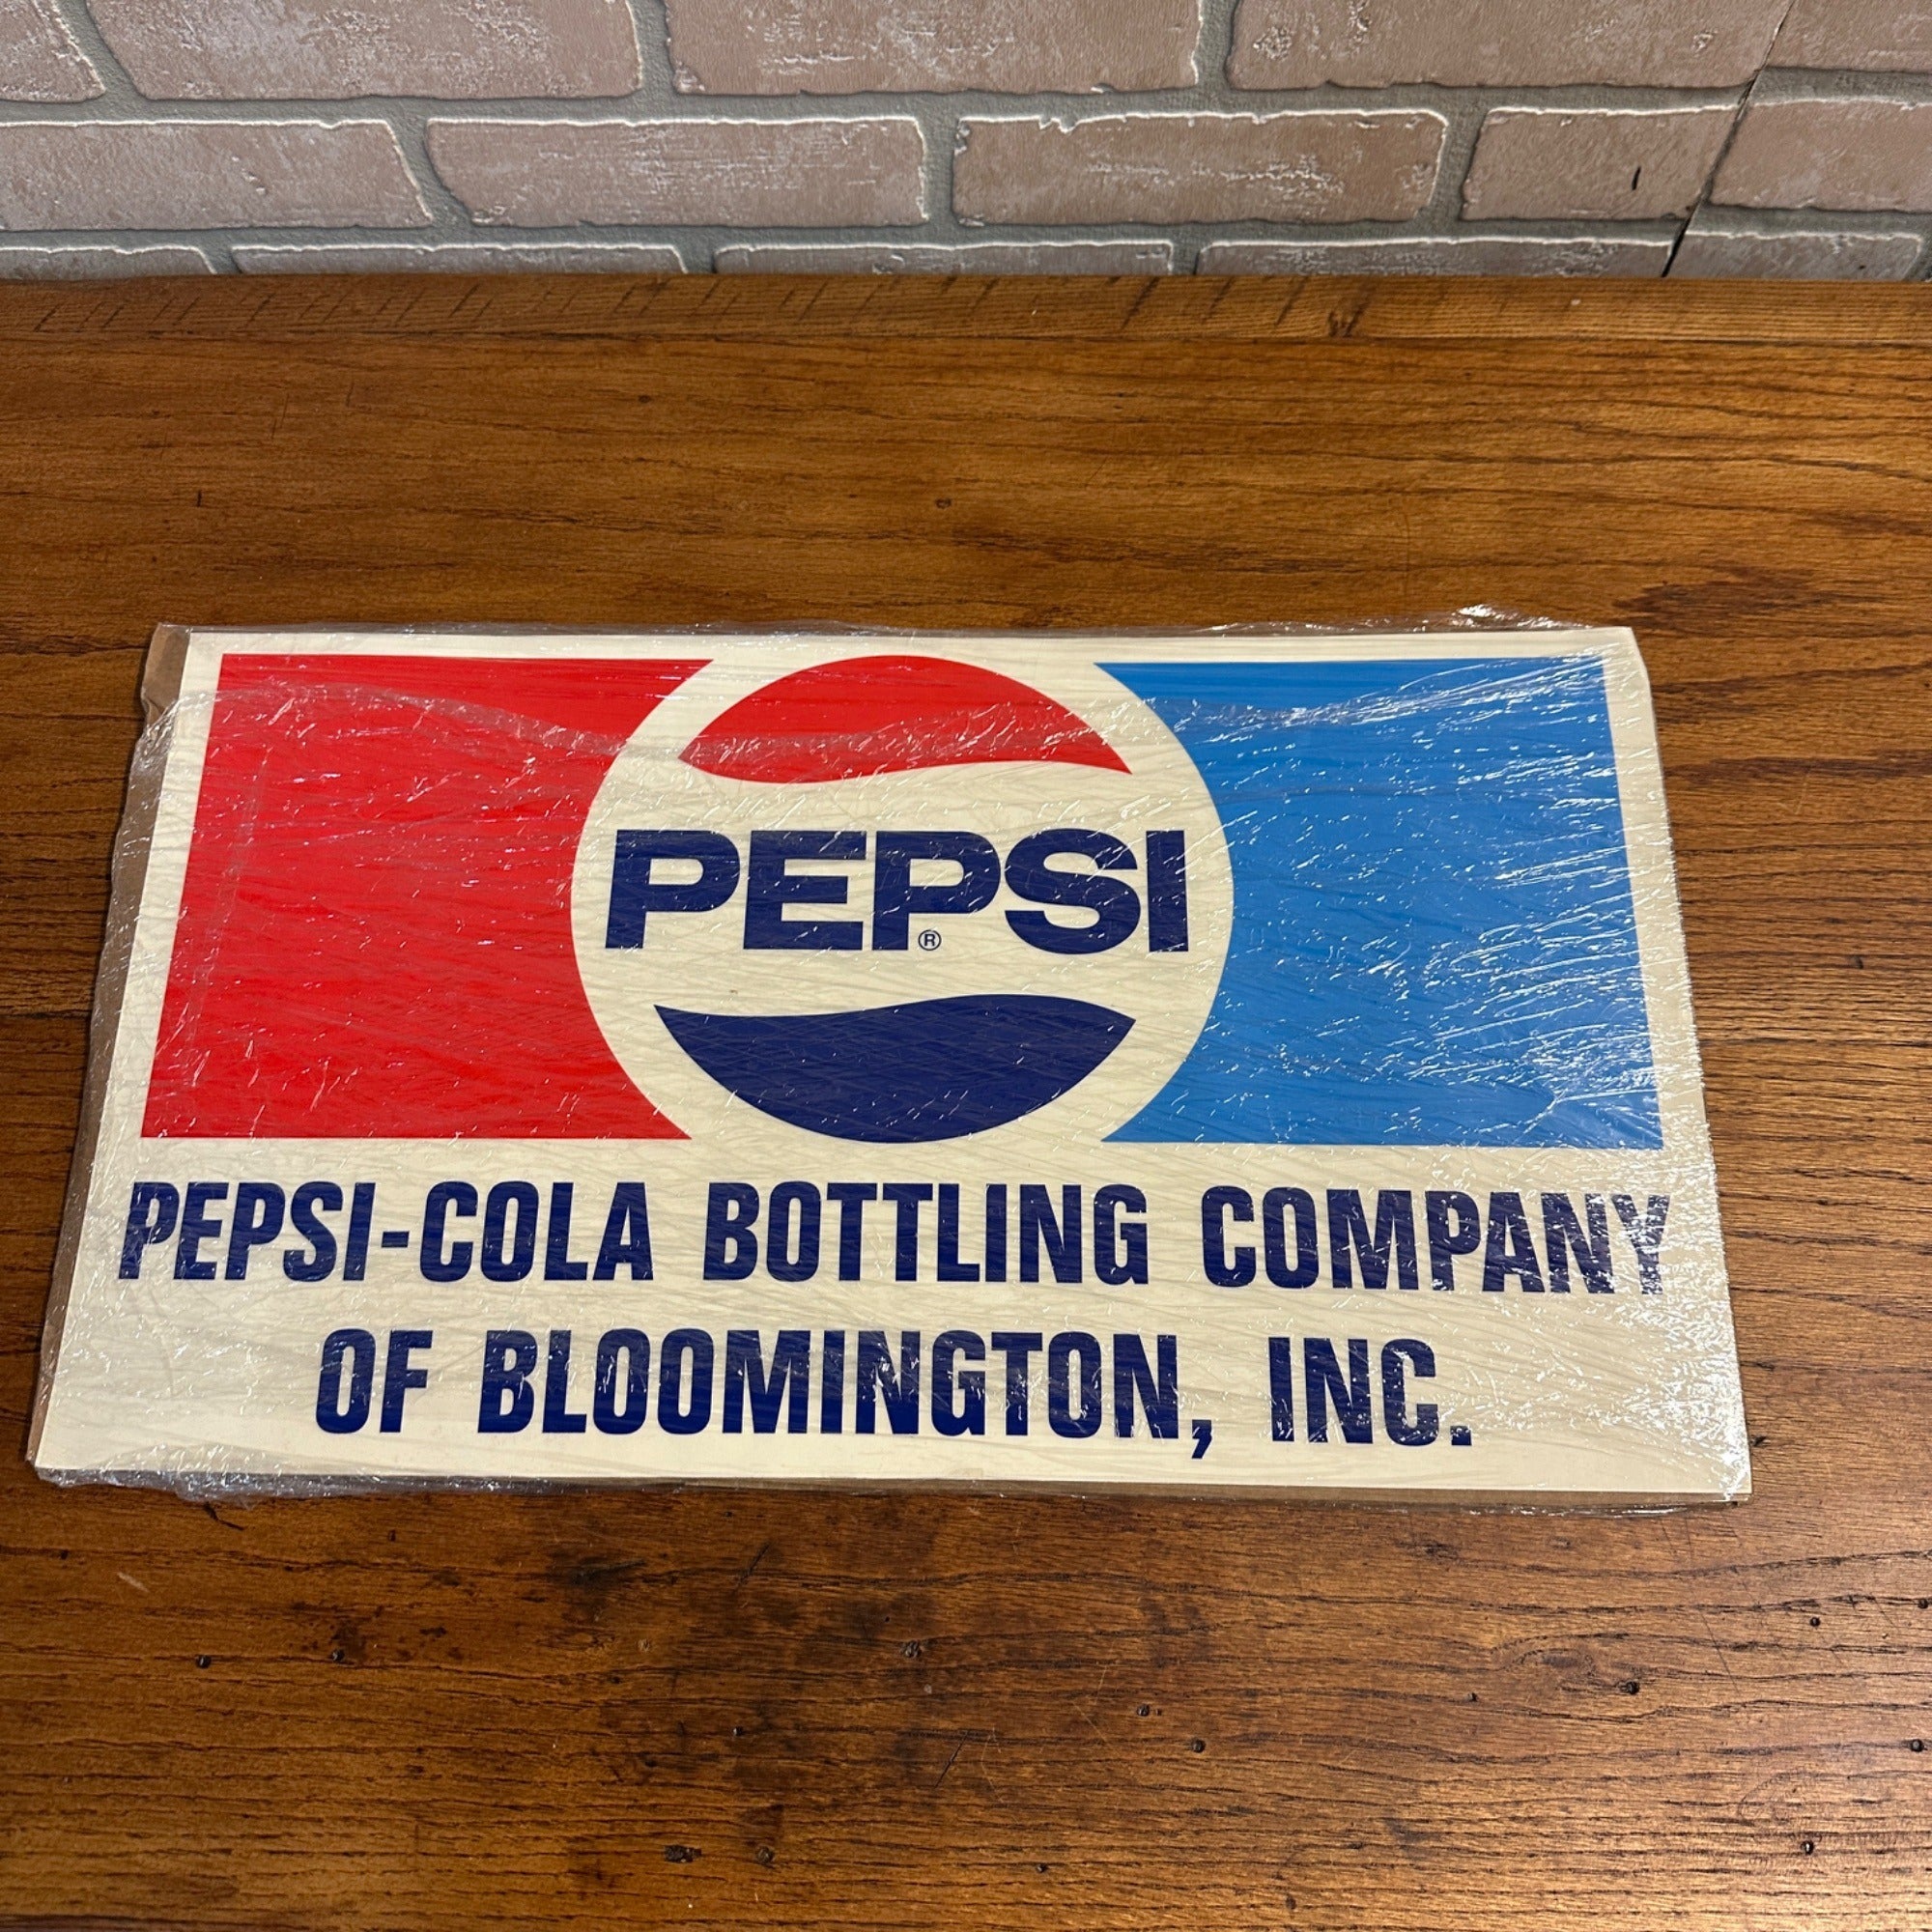 PEPSI
®
PEPSI-COLA BOTTLING COMPANY
OF BLOOMINGTON, INC.